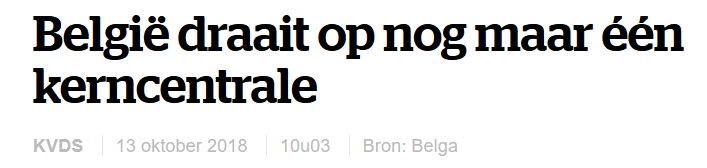 België draait op nog maar één
kerncentrale
KVDS 13 oktober 2018 10u03 Bron: Belga